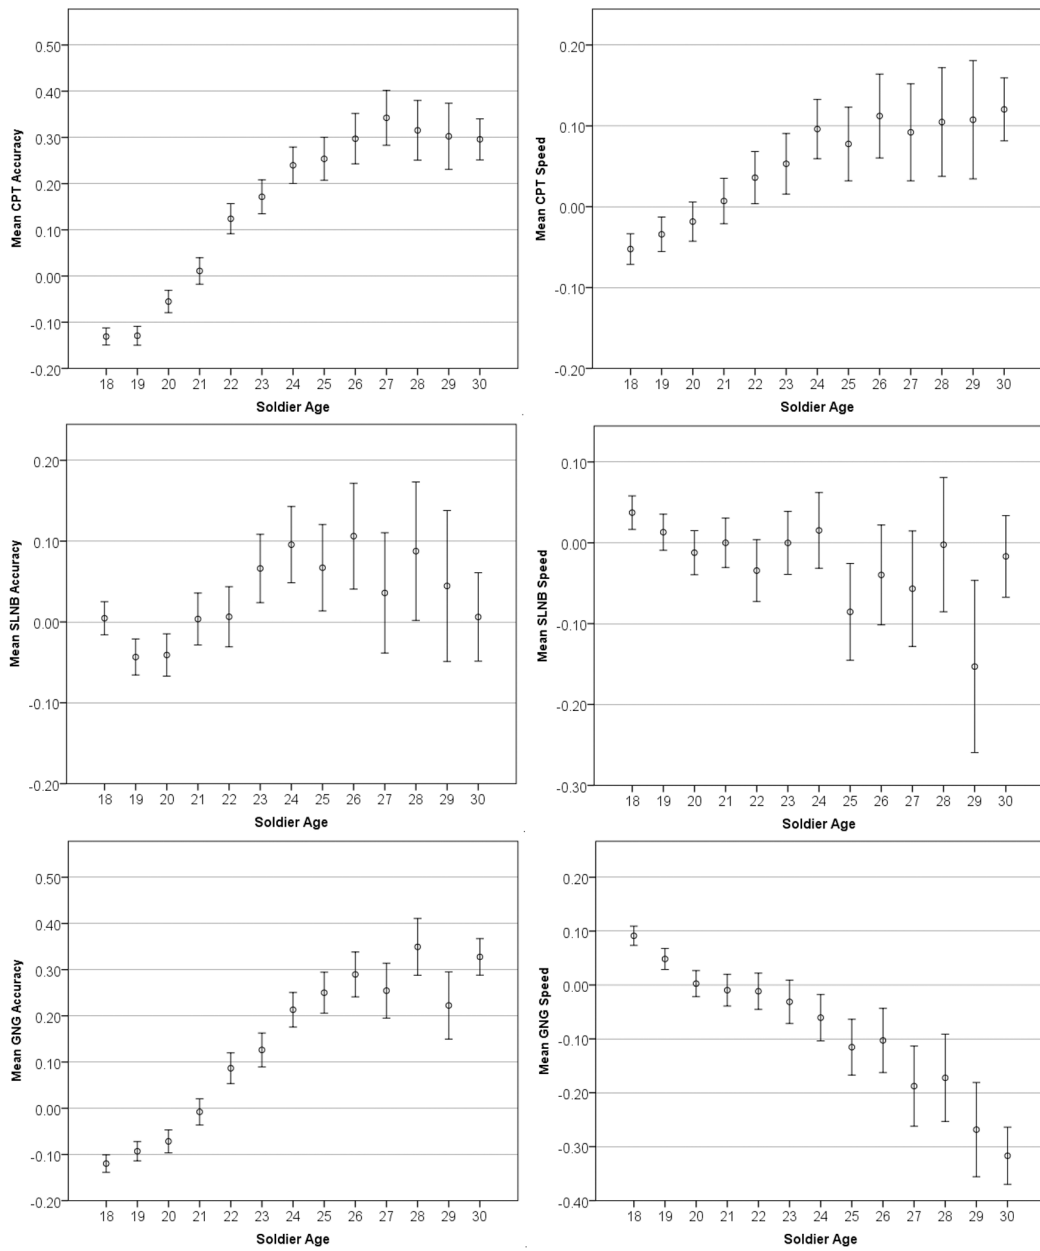 Mean CPT Accuracy
0.50
0.40
0.30
0.20
0.10
0.00
-0.10
-0.20
18 19 20 21 22 23 24 25 26 27 28 29 30
Soldier Age
Mean CPT Speed
0.20
0.10
0.00
-0.10
-0.20
18 19 20 21 22 23 24 25 26 27 28 29 30
Soldier Age
Mean SLNB Accuracy
0.20
0.10
0.00
-0.10
-0.20
18 19 20 21 22 23 24 25 26 27 28 29 30
Soldier Age
Mean SLNB Speed
0.10
0.00
-0.10
-0.20
-0.30
18 19 20 21 22 23 24 25 26 27 28 29 30
Soldier Age
Mean GNG Accuracy
0.50
0.40
0.30
0.20
0.10
0.00
-0.10
-0.20
18 19 20 21 22 23 24 25 26 27 28 29 30
Soldier Age
Mean GNG Speed
0.20
0.10
0.00
-0.10
-0.20
-0.30
-0.40
18 19 20 21 22 23 24 25 26 27 28 29 30
Soldier Age